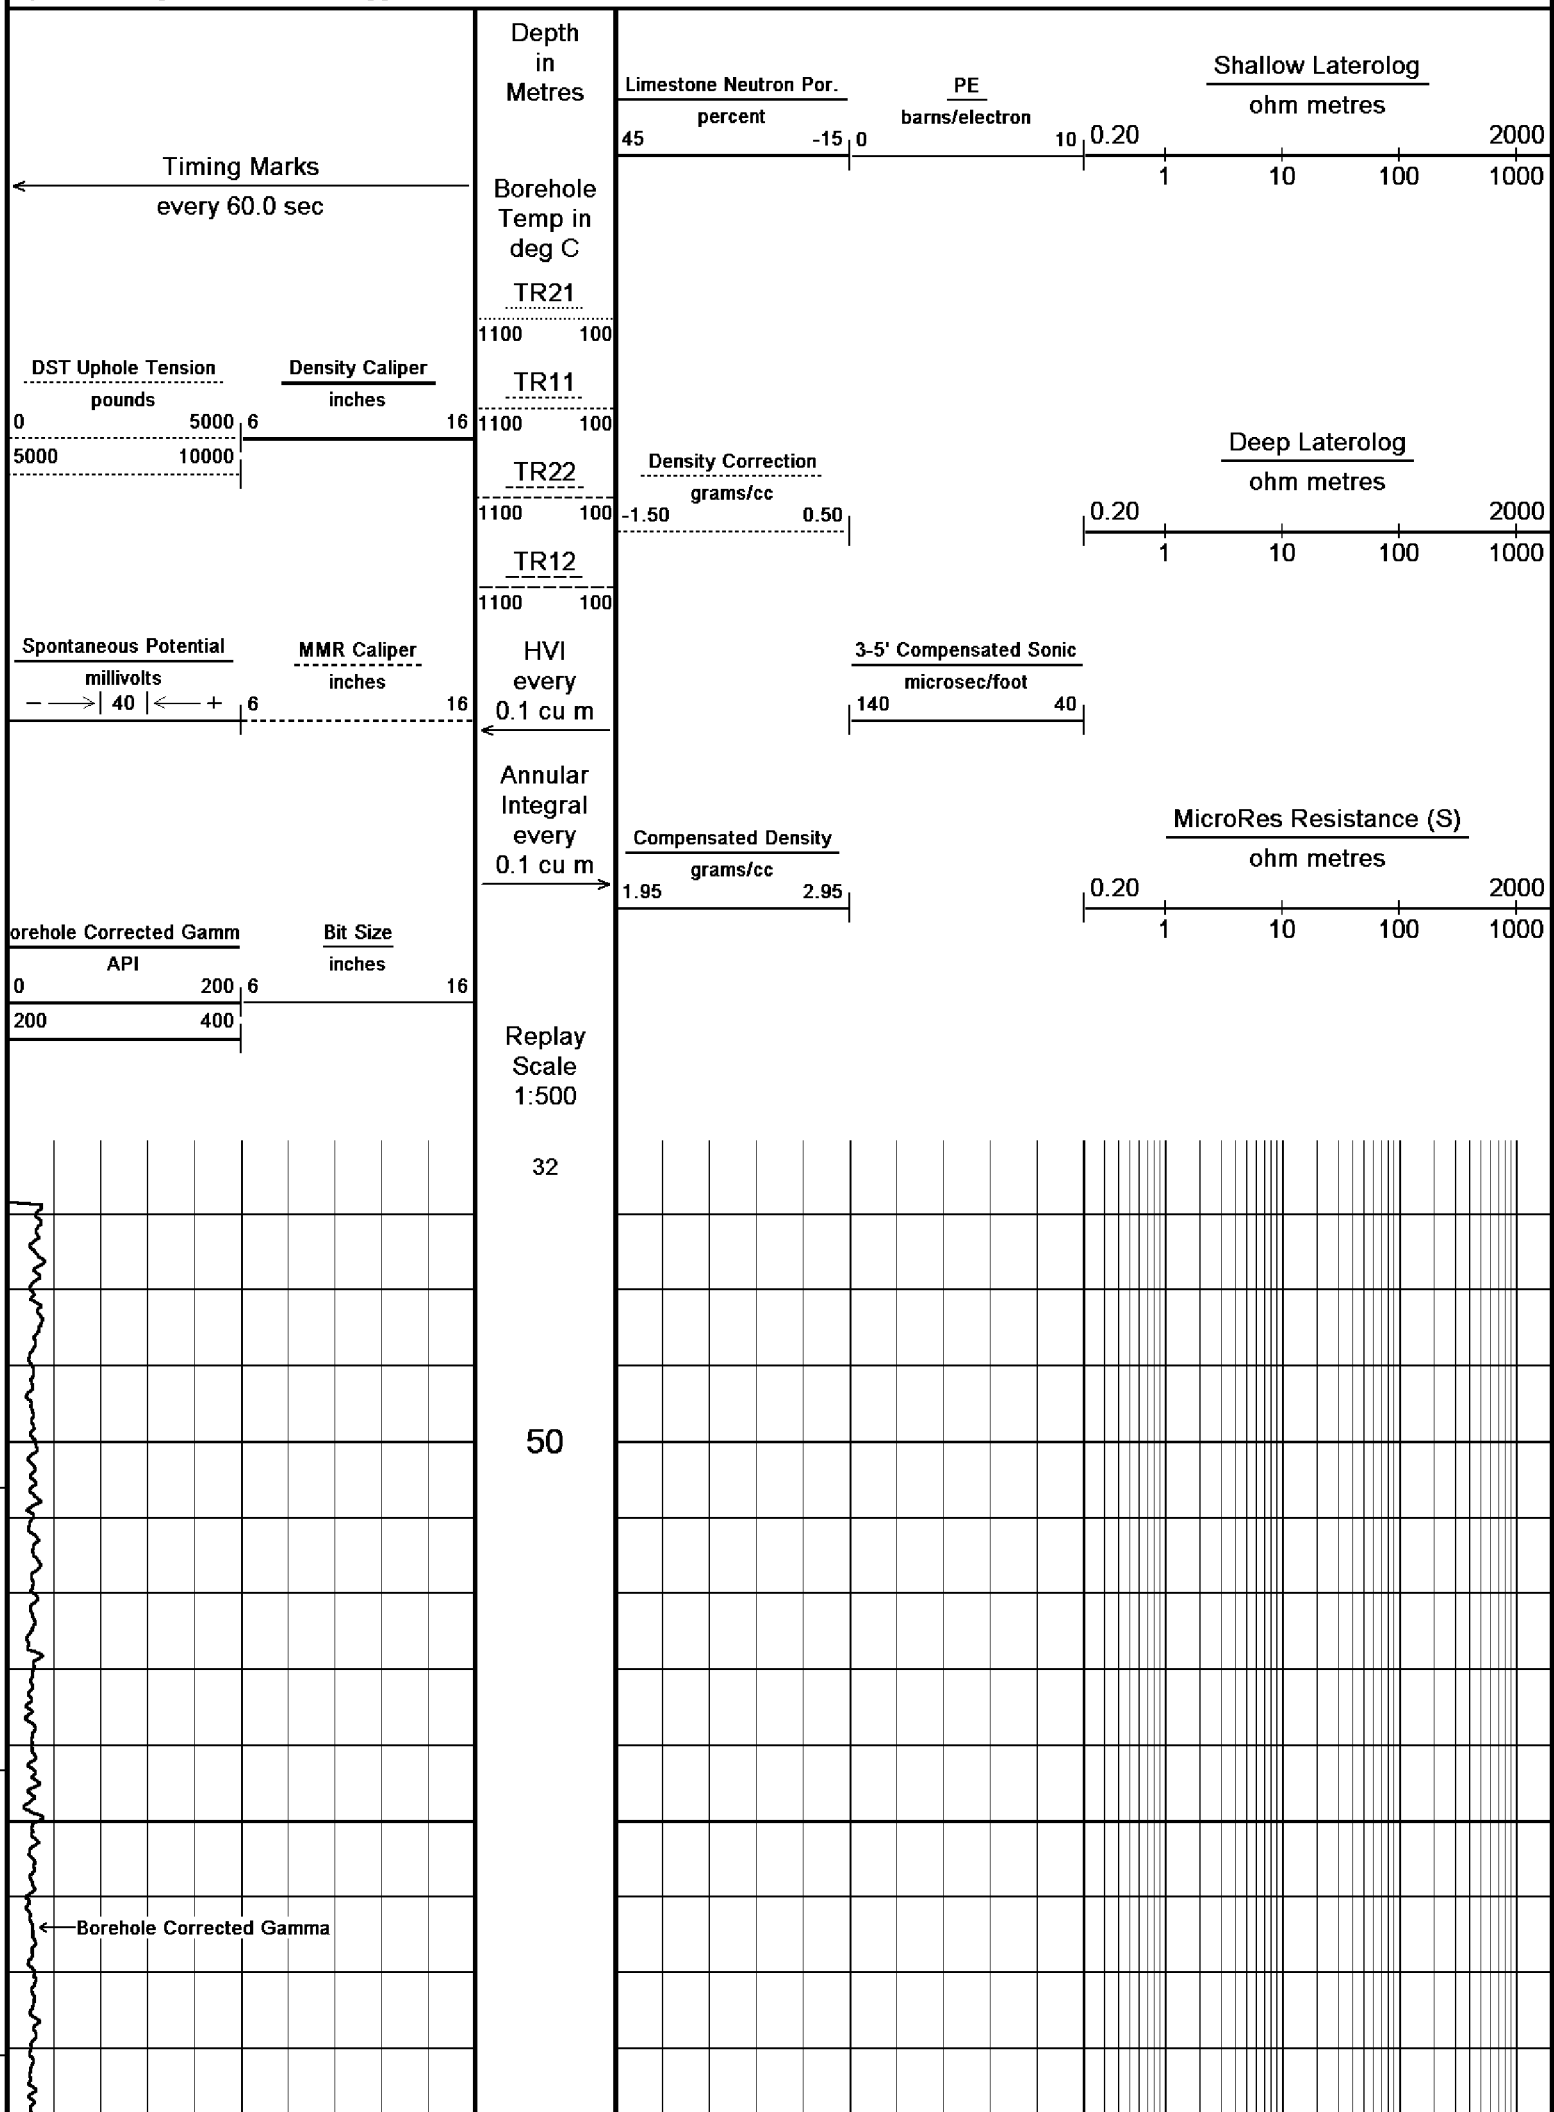 Depth
in
Metres
Borehole
Temp in
deg C
TR21
1100 100
TR11
1100 100
TR22
1100 100
TR12
1100 100
HVI
every
0.1 cu m
Annular
Integral
every
0.1 cu m
Replay
Scale
1:500
Timing Marks
every 60.0 sec
DST Uphole Tension
pounds
0 5000
5000 10000
Density Caliper
inches
6 16
Spontaneous Potential
millivolts
− 40 +
MMR Caliper
inches
6 16
orehole Corrected Gamm
API
0 200
200 400
Bit Size
inches
6 16
Limestone Neutron Por.
percent
45 -15
PE
barns/electron
0 10
Shallow Laterolog
ohm metres
0.20 2000
1 10 100 1000
Density Correction
grams/cc
-1.50 0.50
Deep Laterolog
ohm metres
0.20 2000
1 10 100 1000
3-5' Compensated Sonic
microsec/foot
140 40
Compensated Density
grams/cc
1.95 2.95
MicroRes Resistance (S)
ohm metres
0.20 2000
1 10 100 1000
32
50
Borehole Corrected Gamma